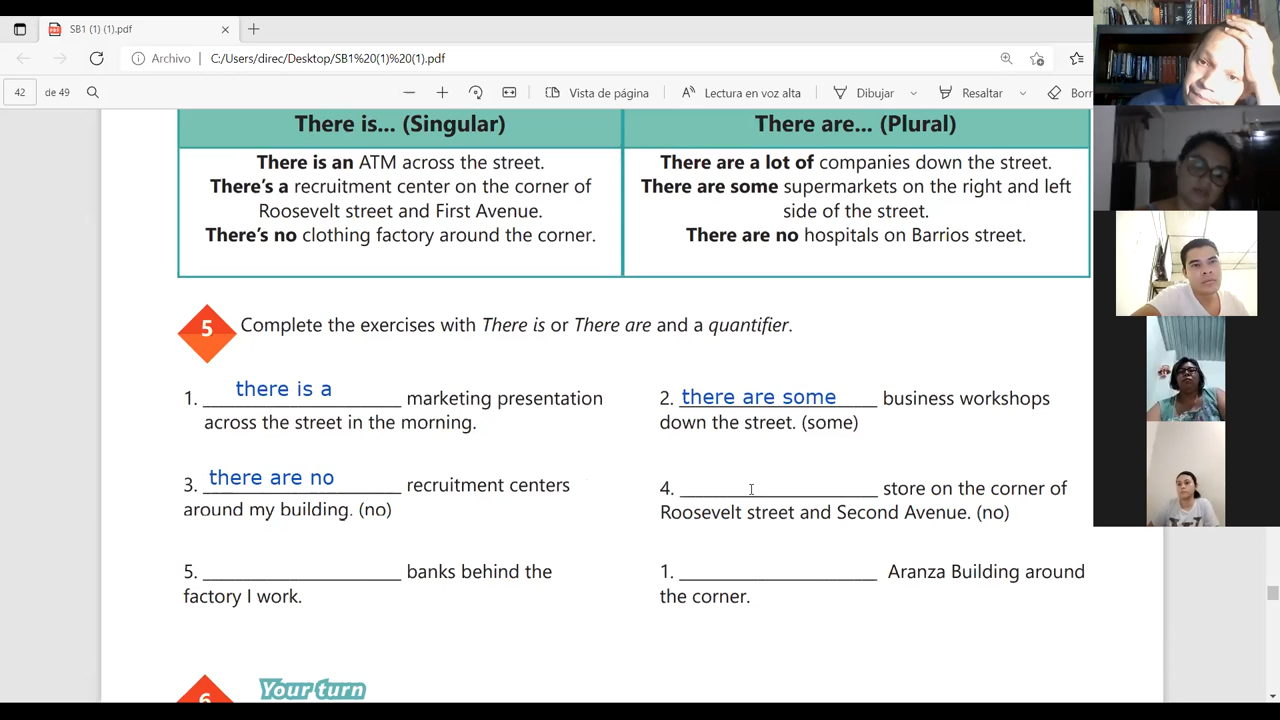 SB1 (1) (1).pdf
Archivo
C:/Users/direc/Desktop/SB1%20(1)%20(1).pdf
42 de 49
Vista de página
Lectura en voz alta
Dibujar
Resaltar
Borr
There is... (Singular)
There are... (Plural)
There is an ATM across the street.
There's a recruitment center on the corner of
Roosevelt street and First Avenue.
There's no clothing factory around the corner.
There are a lot of companies down the street.
There are some supermarkets on the right and left
side of the street.
There are no hospitals on Barrios street.
5 Complete the exercises with There is or There are and a quantifier.
1. there is a marketing presentation
across the street in the morning.
2. there are some business workshops
down the street. (some)
3. there are no recruitment centers
around my building. (no)
4. ____________________ store on the corner of
Roosevelt street and Second Avenue. (no)
5. ____________________ banks behind the
factory I work.
1. ____________________ Aranza Building around
the corner.
6 Your turn